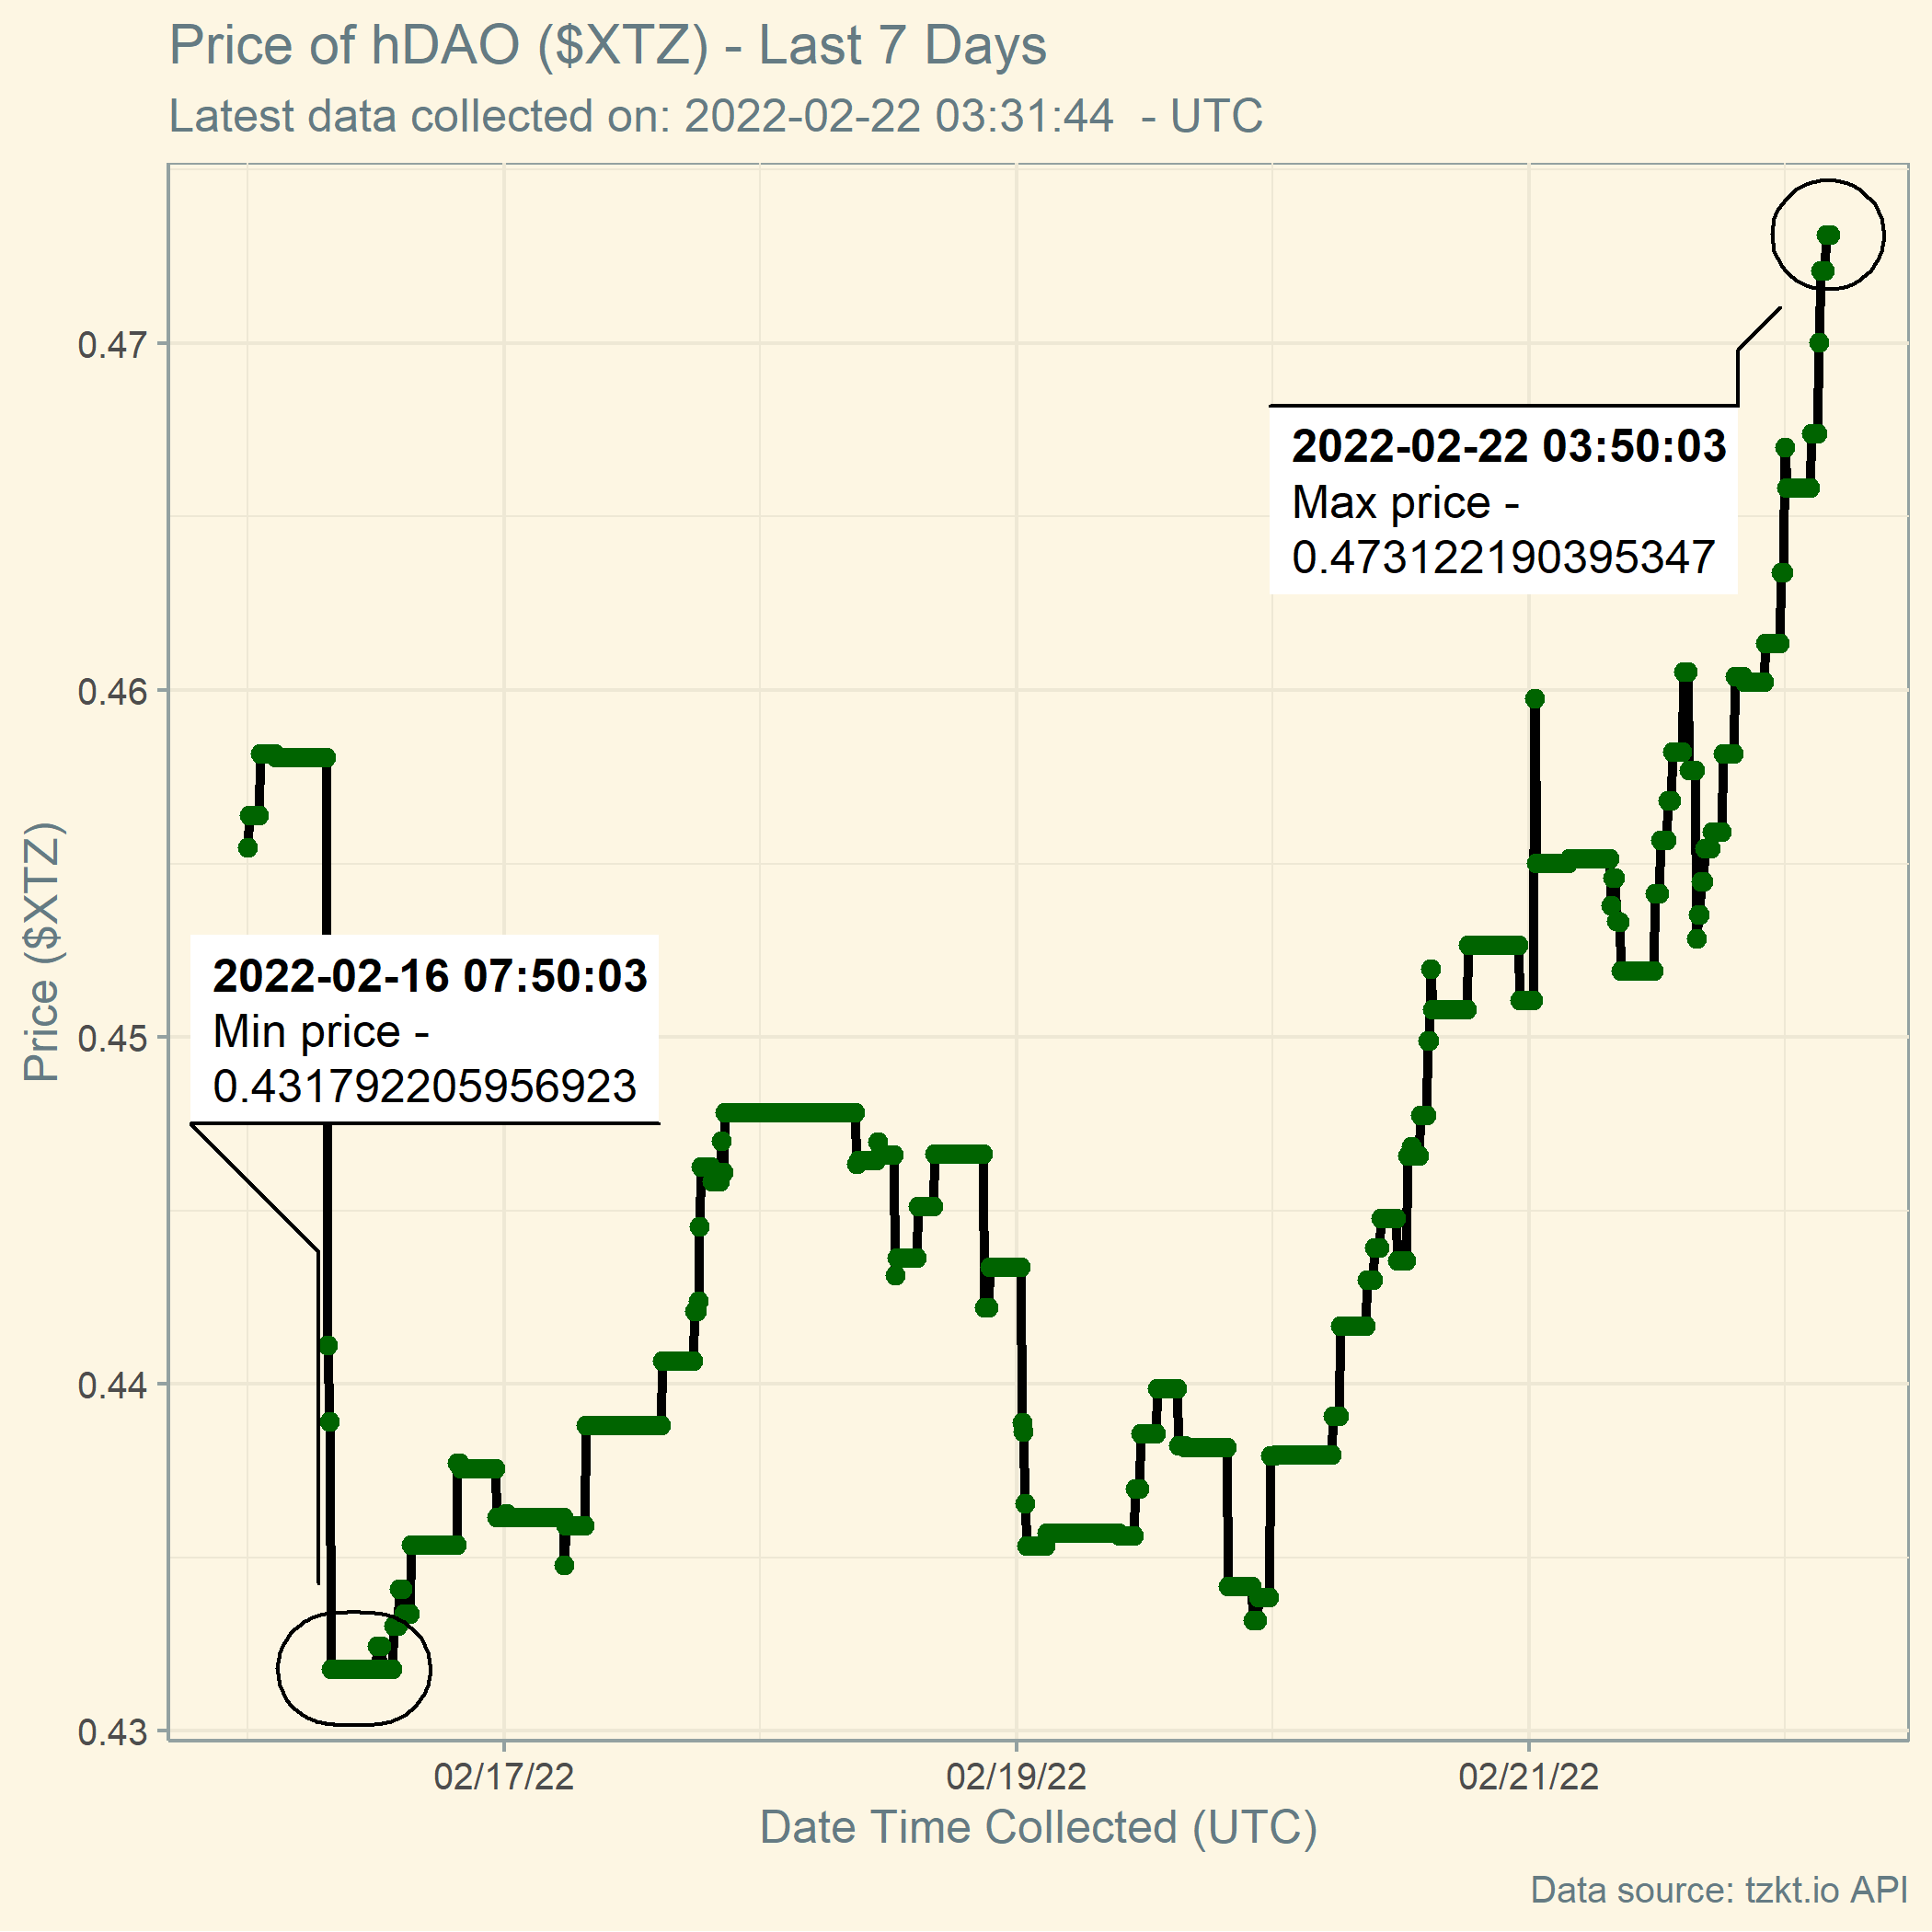 Price of hDAO ($XTZ) - Last 7 Days
Latest data collected on: 2022-02-22 03:31:44  - UTC
Price ($XTZ)
0.47
0.46
0.45
0.44
0.43
2022-02-22 03:50:03
Max price -
0.473122190395347
2022-02-16 07:50:03
Min price -
0.431792205956923
02/17/22
02/19/22
02/21/22
Date Time Collected (UTC)
Data source: tzkt.io API